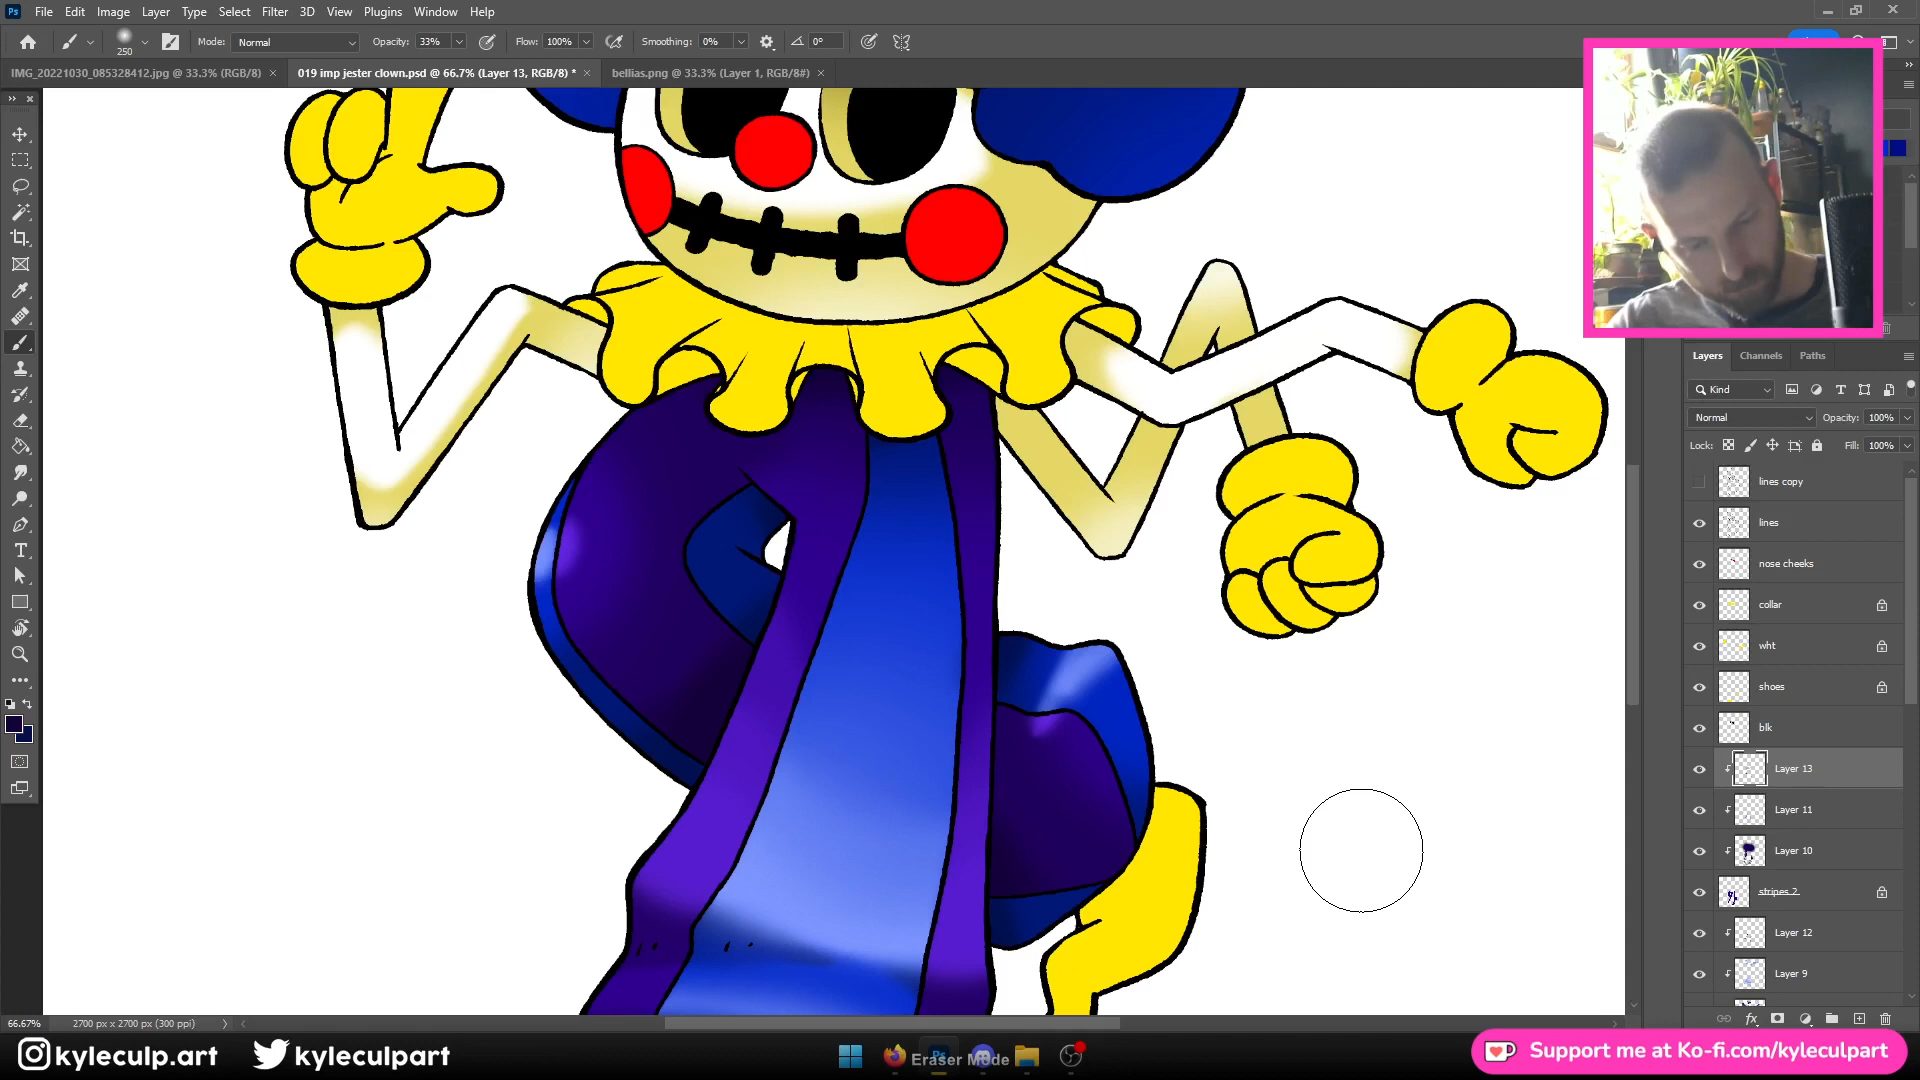 Ps File Edit Image Layer Type Select Filter 3D View Plugins Window Help
250 Mode: Normal Opacity: 33% Flow: 100% Smoothing: 0% 0°
IMG_20221030_085328412.jpg @ 33.3% (RGB/8) × 019 imp jester clown.psd @ 66.7% (Layer 13, RGB/8) * × bellias.png @ 33.3% (Layer 1, RGB/8#) ×
Layers Channels Paths
Kind
Normal Opacity: 100%
Lock: Fill: 100%
lines copy
lines
nose cheeks
collar
wht
shoes
blk
Layer 13
Layer 11
Layer 10
stripes 2
Layer 12
Layer 9
66.67% 2700 px x 2700 px (300 ppi)
kyleculp.art kyleculpart
Eraser Mode
Support me at Ko-fi.com/kyleculpart